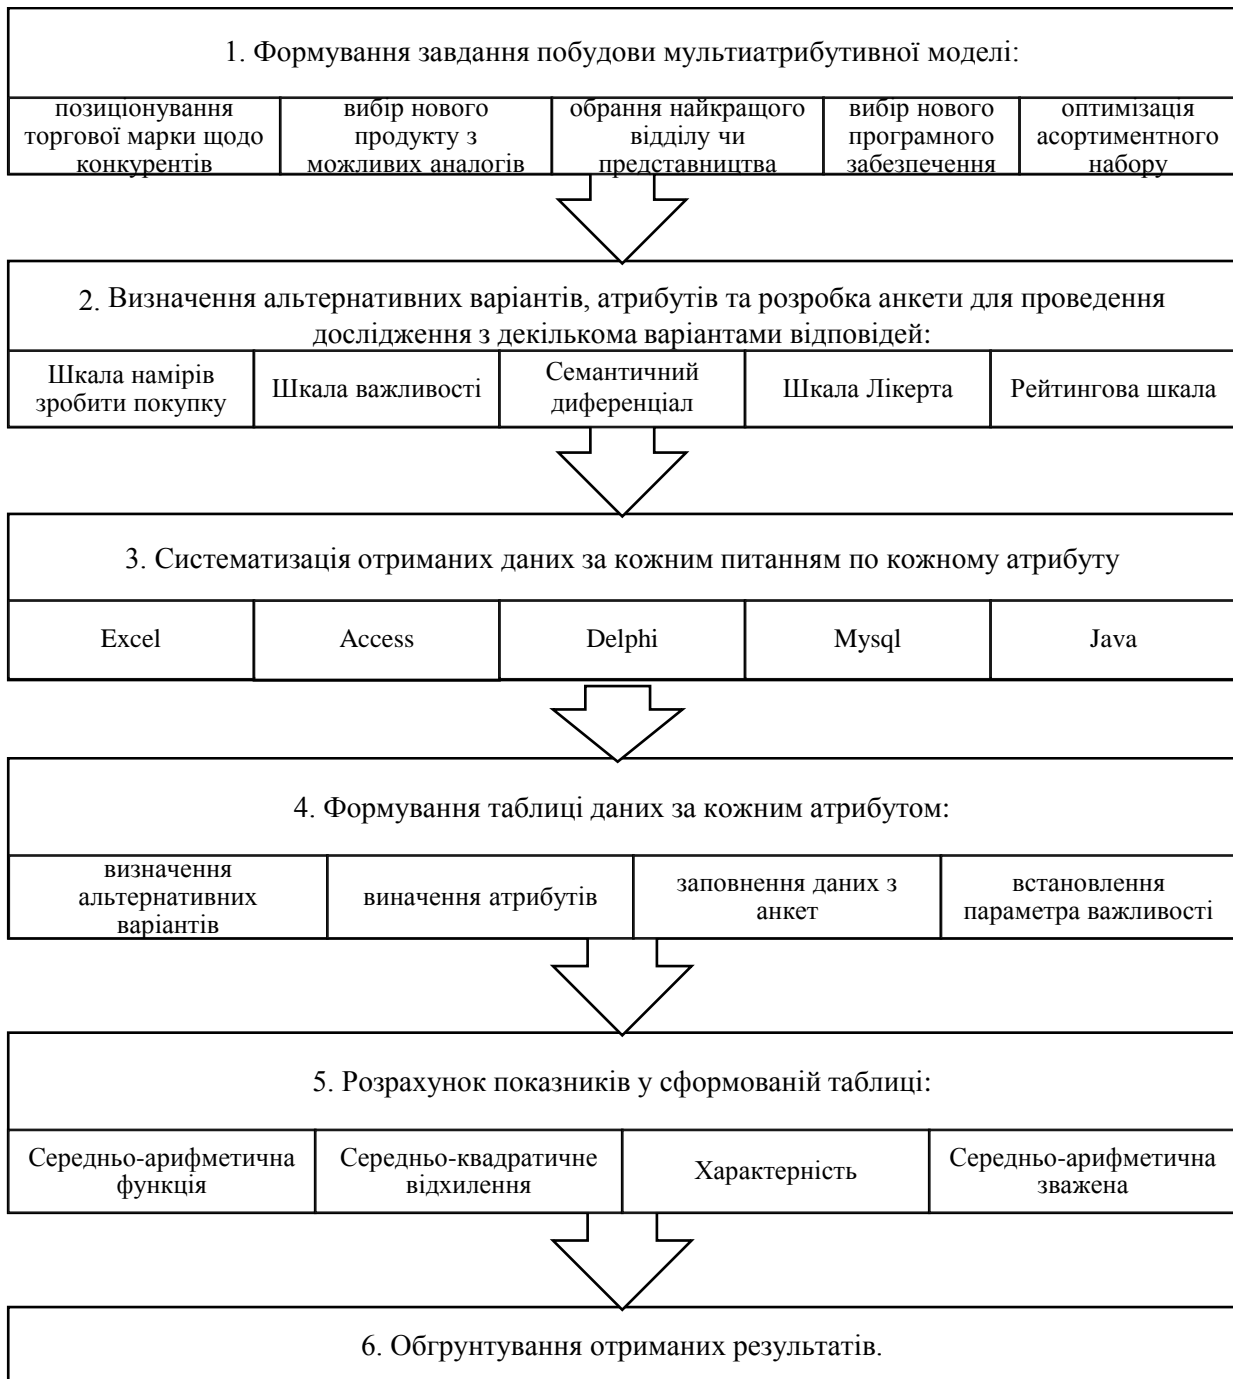 1. Формування завдання побудови мультиатрибутивної моделі:
позиціонування
торгової марки щодо
конкурентів
вибір нового
продукту з
можливих аналогів
обрання найкращого
відділу чи
представництва
вибір нового
програмного
забезпечення
оптимізація
асортиментного
набору
2. Визначення альтернативних варіантів, атрибутів та розробка анкети для проведення
дослідження з декількома варіантами відповідей:
Шкала намірів
зробити покупку
Шкала важливості
Семантичний
диференціал
Шкала Лікерта
Рейтингова шкала
3. Систематизація отриманих даних за кожним питанням по кожному атрибуту
Excel
Access
Delphi
Mysql
Java
4. Формування таблиці даних за кожним атрибутом:
визначення
альтернативних
варіантів
виначення атрибутів
заповнення даних з
анкет
встановлення
параметра важливості
5. Розрахунок показників у сформованій таблиці:
Середньо-арифметична
функція
Середньо-квадратичне
відхилення
Характерність
Середньо-арифметична
зважена
6. Обгрунтування отриманих результатів.